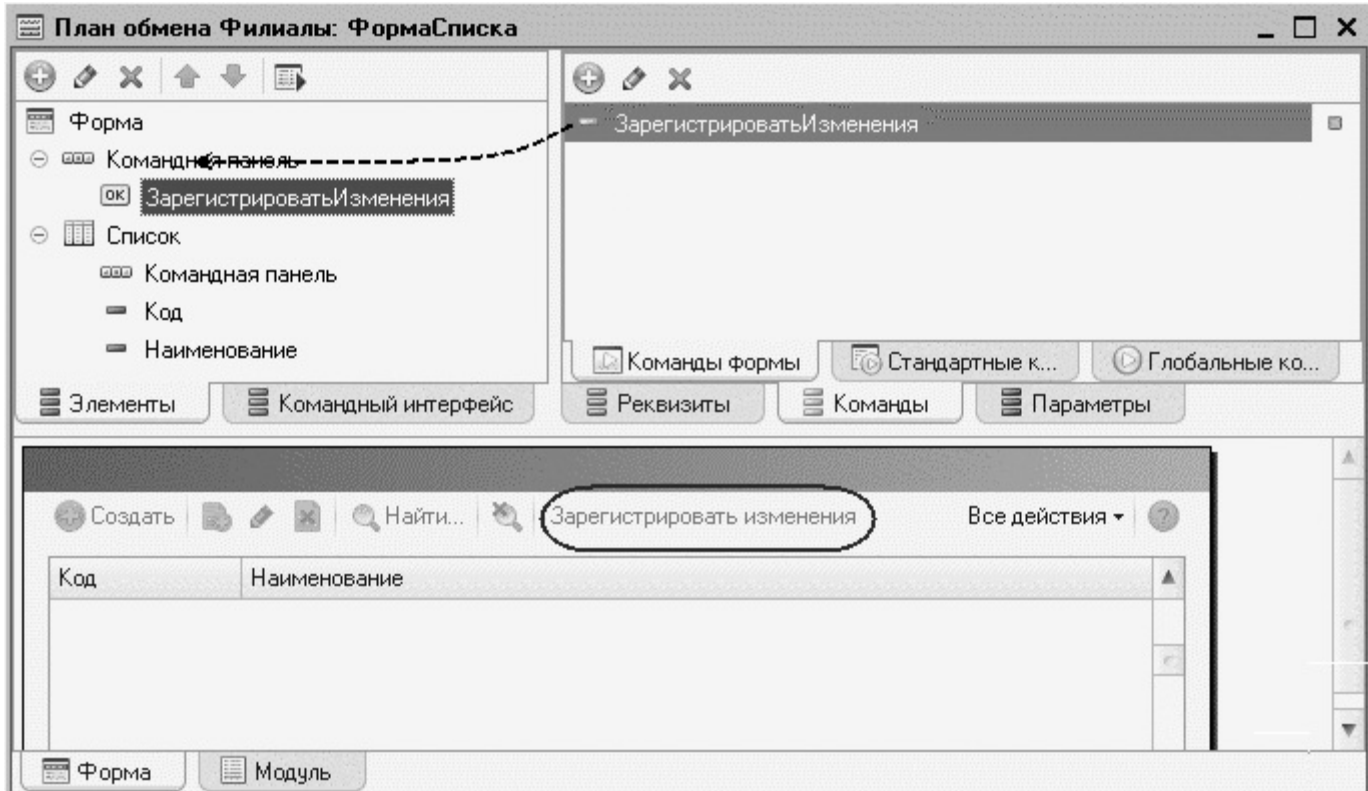 План обмена Филиалы: ФормаСписка
Форма
Командная панель
ЗарегистрироватьИзменения
Список
Командная панель
Код
Наименование
Элементы
Командный интерфейс
ЗарегистрироватьИзменения
Команды формы
Стандартные к...
Глобальные ко...
Реквизиты
Команды
Параметры
Создать
Найти...
Зарегистрировать изменения
Все действия
Код
Наименование
Форма
Модуль